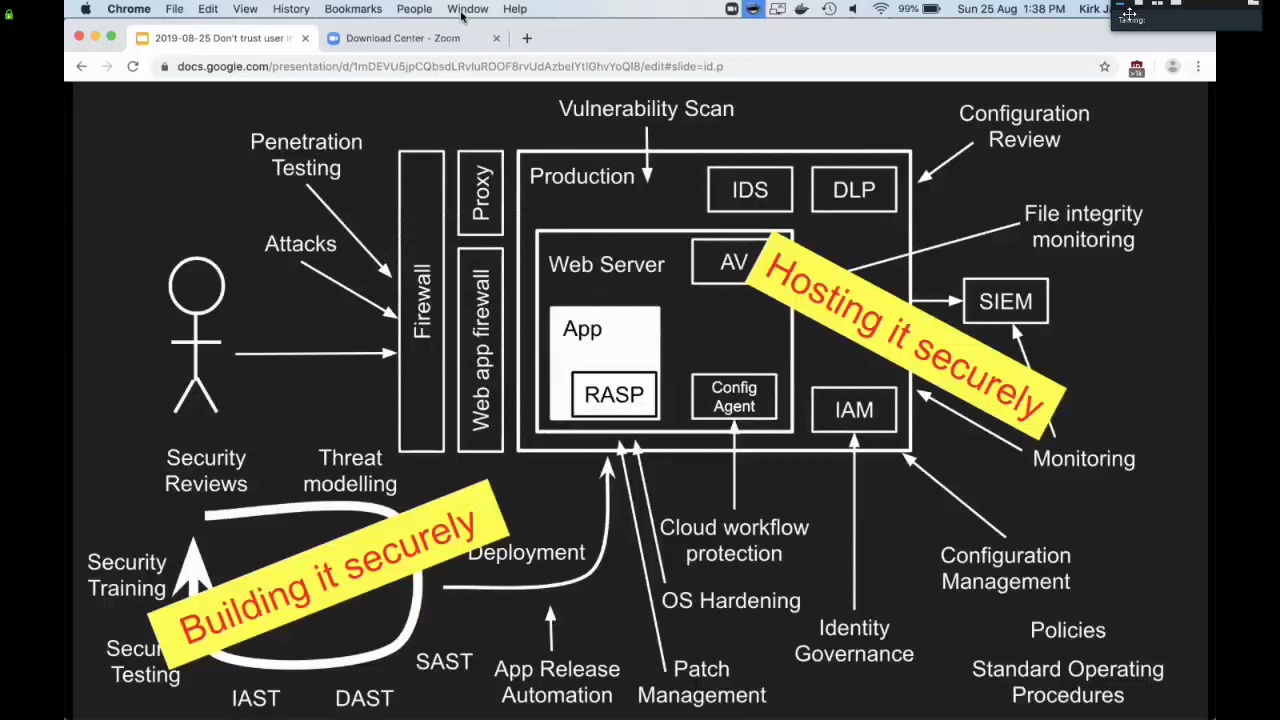 Chrome File Edit View History Bookmarks People Window Help 99% Sun 25 Aug 1:38 PM Kirk
Talking:
2019-08-25 Don't trust user in
Download Center - Zoom
docs.google.com/presentation/d/
Vulnerability Scan
Configuration
Review
Penetration
Testing
Production
IDS
DLP
Proxy
File integrity
monitoring
Attacks
Web Server
AV
Hosting it securely
SIEM
Firewall
Web app firewall
App
RASP
Config
Agent
IAM
Monitoring
Security
Reviews
Threat
modelling
Building it securely
Deployment
Cloud workflow
protection
Configuration
Management
Security
Training
OS Hardening
Identity
Governance
Policies
Testing
SAST
IAST
DAST
App Release
Automation
Patch
Management
Standard Operating
Procedures